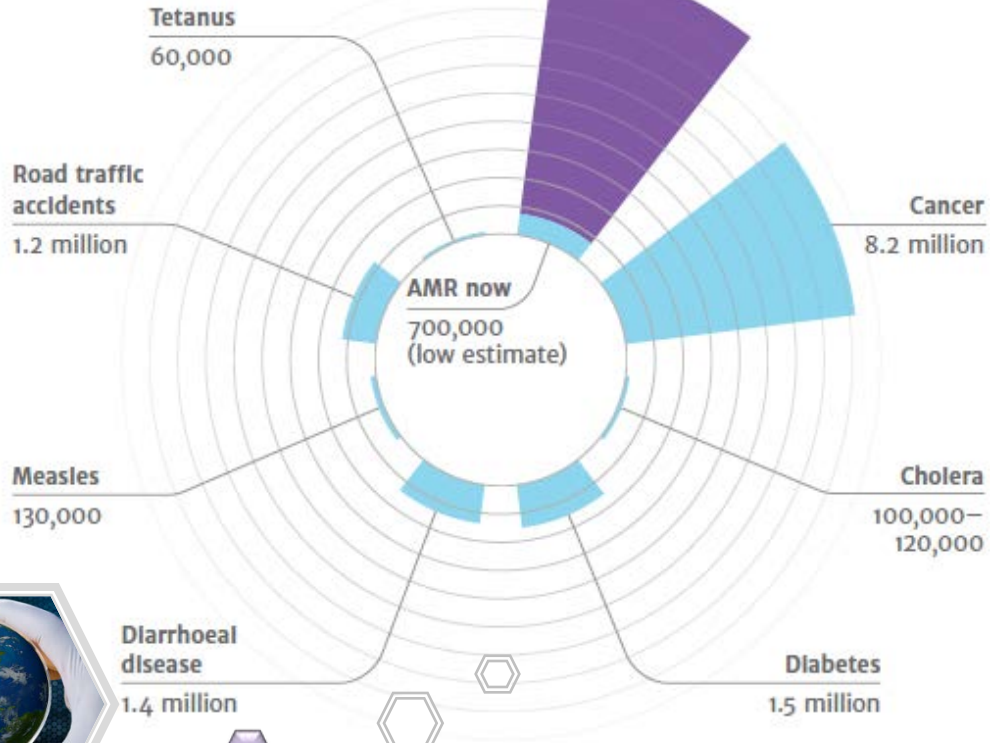 Tetanus
60,000
Road traffic
accidents
1.2 million
Cancer
8.2 million
AMR now
700,000
(low estimate)
Measles
130,000
Cholera
100,000–
120,000
Diarrhoeal
disease
1.4 million
Diabetes
1.5 million